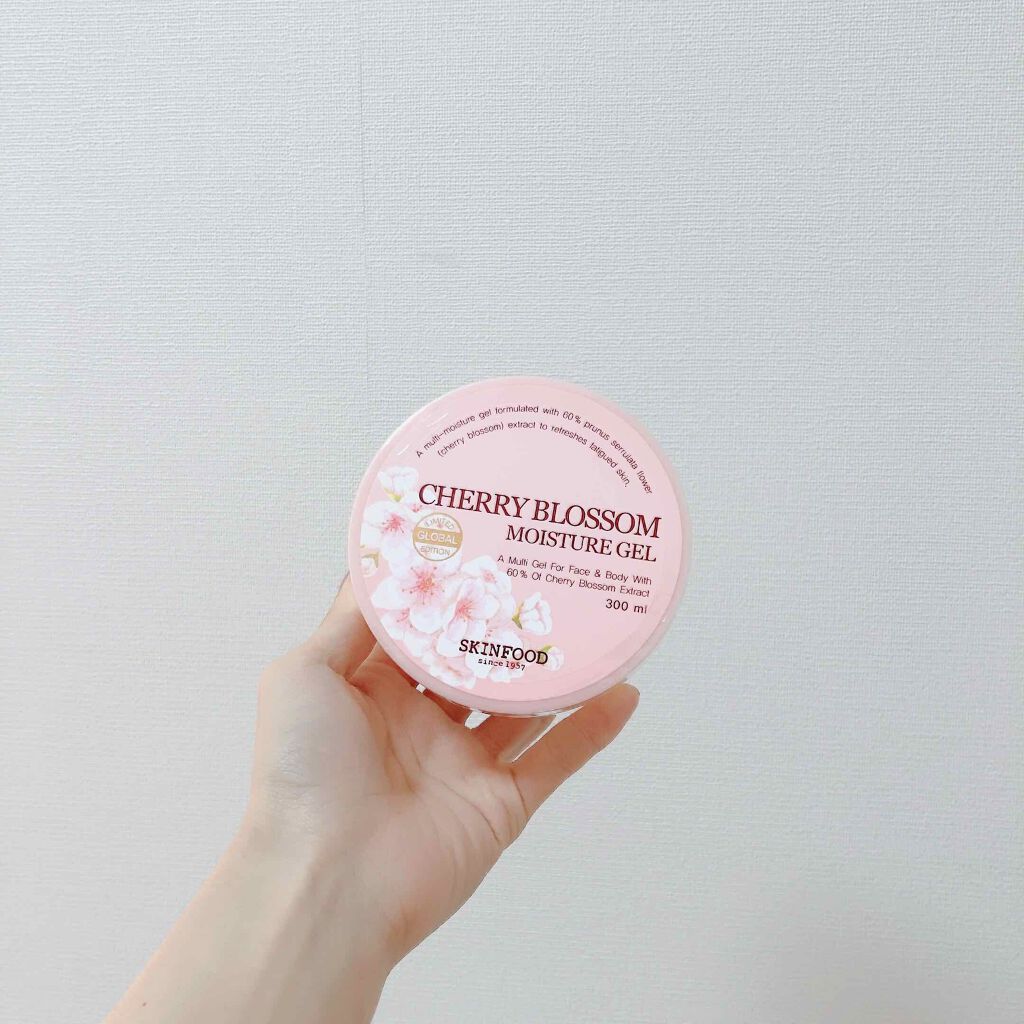 A multi-moisture gel formulated with 60% prunus serrulata flower
(cherry blossom) extract to refreshes fatigued skin.
CHERRY BLOSSOM
MOISTURE GEL
LIMITED
GLOBAL
EDITION
A Multi Gel For Face & Body With
60% Of Cherry Blossom Extract
300 ml
SKINFOOD
since 1957